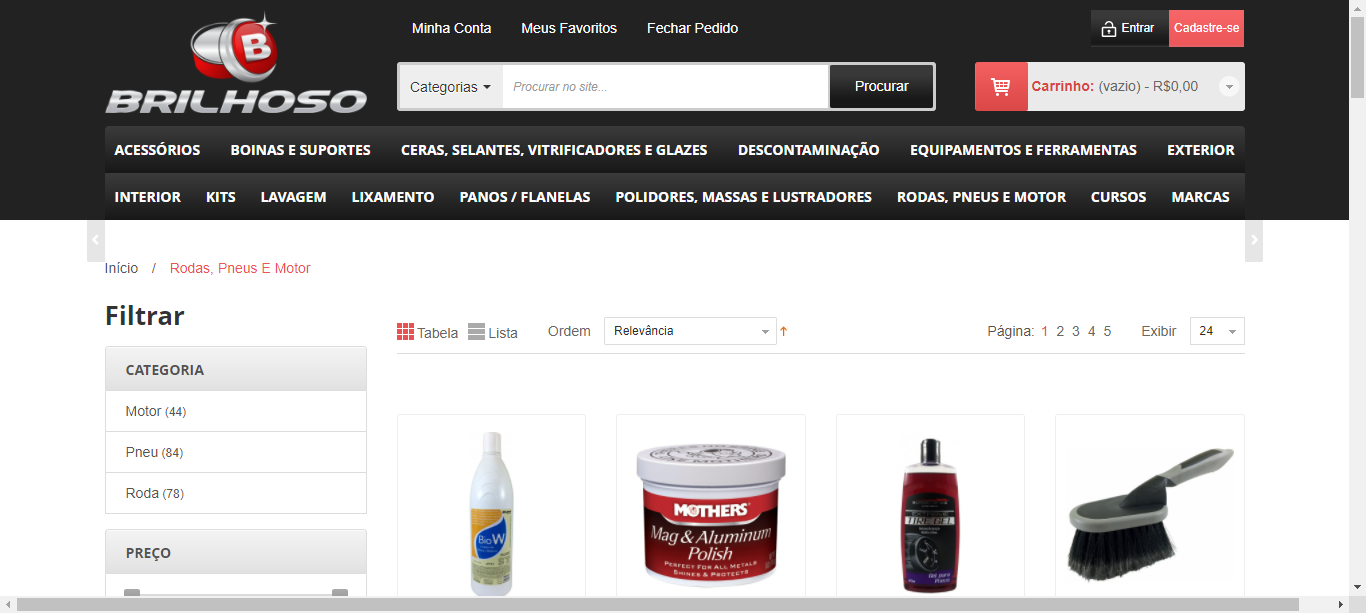 Minha Conta Meus Favoritos Fechar Pedido
Entrar Cadastre-se
B
BRILHOSO
Categorias Procurar no site... Procurar
Carrinho: (vazio) - R$0,00
ACESSÓRIOS BOINAS E SUPORTES CERAS, SELANTES, VITRIFICADORES E GLAZES DESCONTAMINAÇÃO EQUIPAMENTOS E FERRAMENTAS EXTERIOR
INTERIOR KITS LAVAGEM LIXAMENTO PANOS / FLANELAS POLIDORES, MASSAS E LUSTRADORES RODAS, PNEUS E MOTOR CURSOS MARCAS
Início / Rodas, Pneus E Motor
Filtrar
CATEGORIA
Motor (44)
Pneu (84)
Roda (78)
PREÇO
Tabela Lista Ordem Relevância Página: 1 2 3 4 5 Exibir 24
Bio W
MOTHERS
Mag & Aluminum
Polish
PERFECT FOR ALL METALS
SHINES & PROTECTS
TIRE GEL